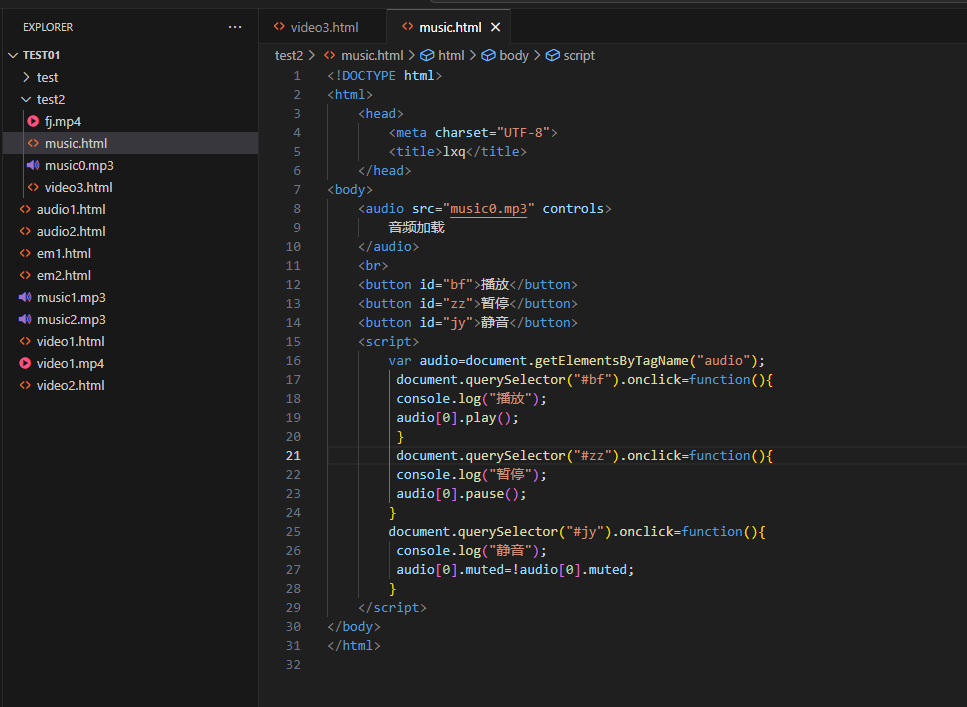 EXPLORER
TEST01
test
test2
fj.mp4
music.html
music0.mp3
video3.html
audio1.html
audio2.html
em1.html
em2.html
music1.mp3
music2.mp3
video1.html
video1.mp4
video2.html
video3.html
music.html
test2 > music.html > html > body > script
1 <!DOCTYPE html>
2 <html>
3 <head>
4 <meta charset="UTF-8">
5 <title>lxq</title>
6 </head>
7 <body>
8 <audio src="music0.mp3" controls>
9 音频加载
10 </audio>
11 <br>
12 <button id="bf">播放</button>
13 <button id="zz">暂停</button>
14 <button id="jy">静音</button>
15 <script>
16 var audio=document.getElementsByTagName("audio");
17 document.querySelector("#bf").onclick=function(){
18 console.log("播放");
19 audio[0].play();
20 }
21 document.querySelector("#zz").onclick=function(){
22 console.log("暂停");
23 audio[0].pause();
24 }
25 document.querySelector("#jy").onclick=function(){
26 console.log("静音");
27 audio[0].muted=!audio[0].muted;
28 }
29 </script>
30 </body>
31 </html>
32